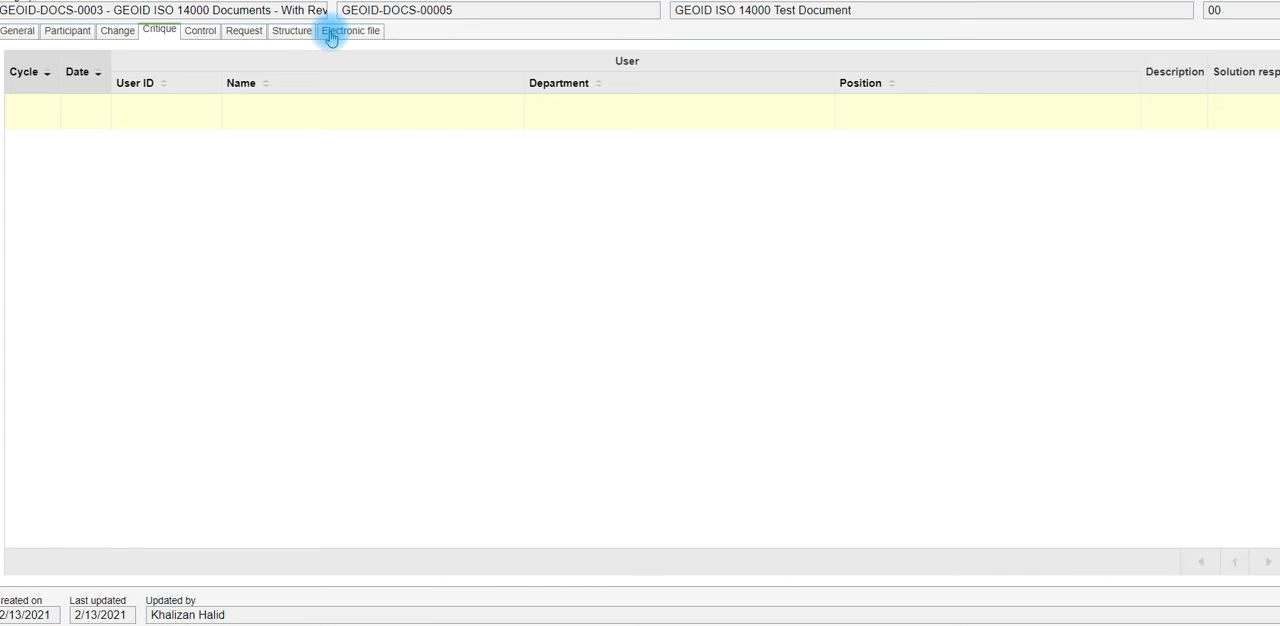 GEOID-DOCS-0003 - GEOID ISO 14000 Documents - With Rev GEOID-DOCS-00005 GEOID ISO 14000 Test Document 00
General Participant Change Critique Control Request Structure Electronic file
Cycle Date User Description Solution resp
User ID Name Department Position
1
reated on Last updated Updated by
2/13/2021 2/13/2021 Khalizan Halid